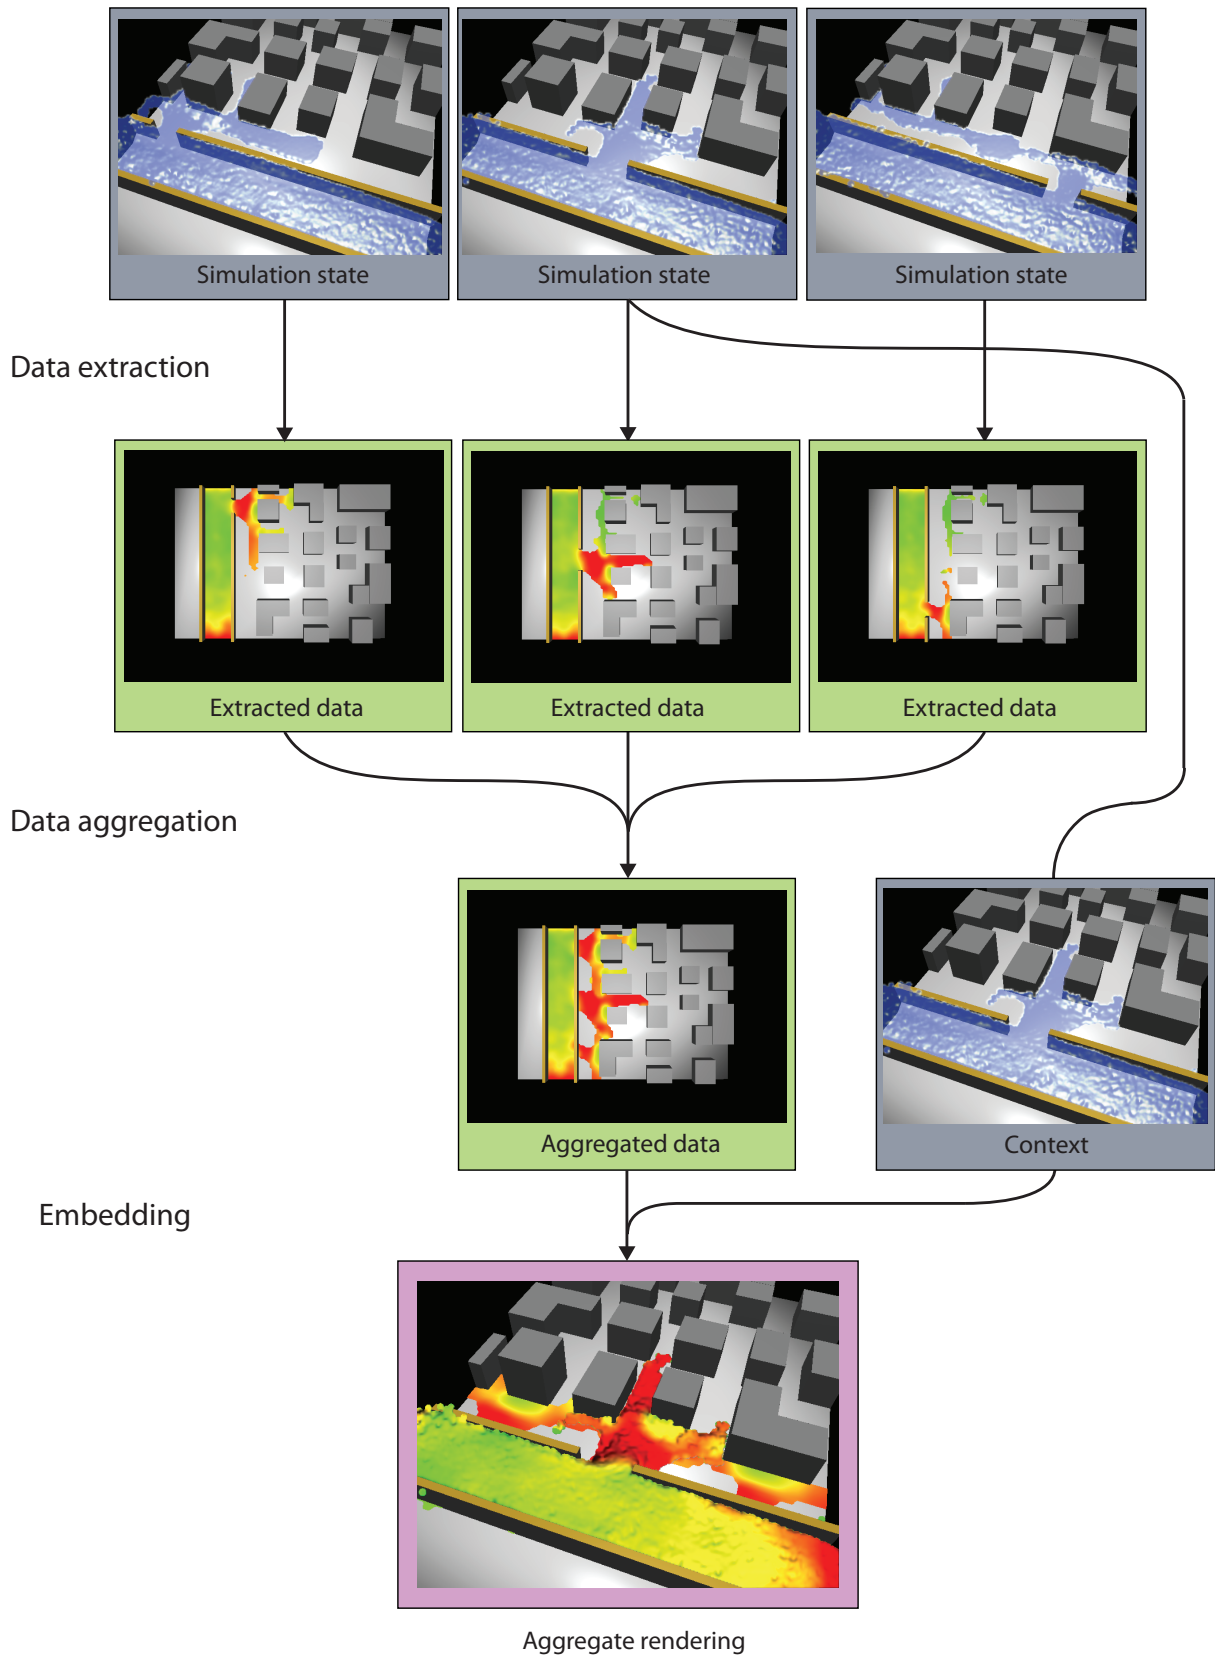 Simulation state
Simulation state
Simulation state
Data extraction
Extracted data
Extracted data
Extracted data
Data aggregation
Aggregated data
Context
Embedding
Aggregate rendering